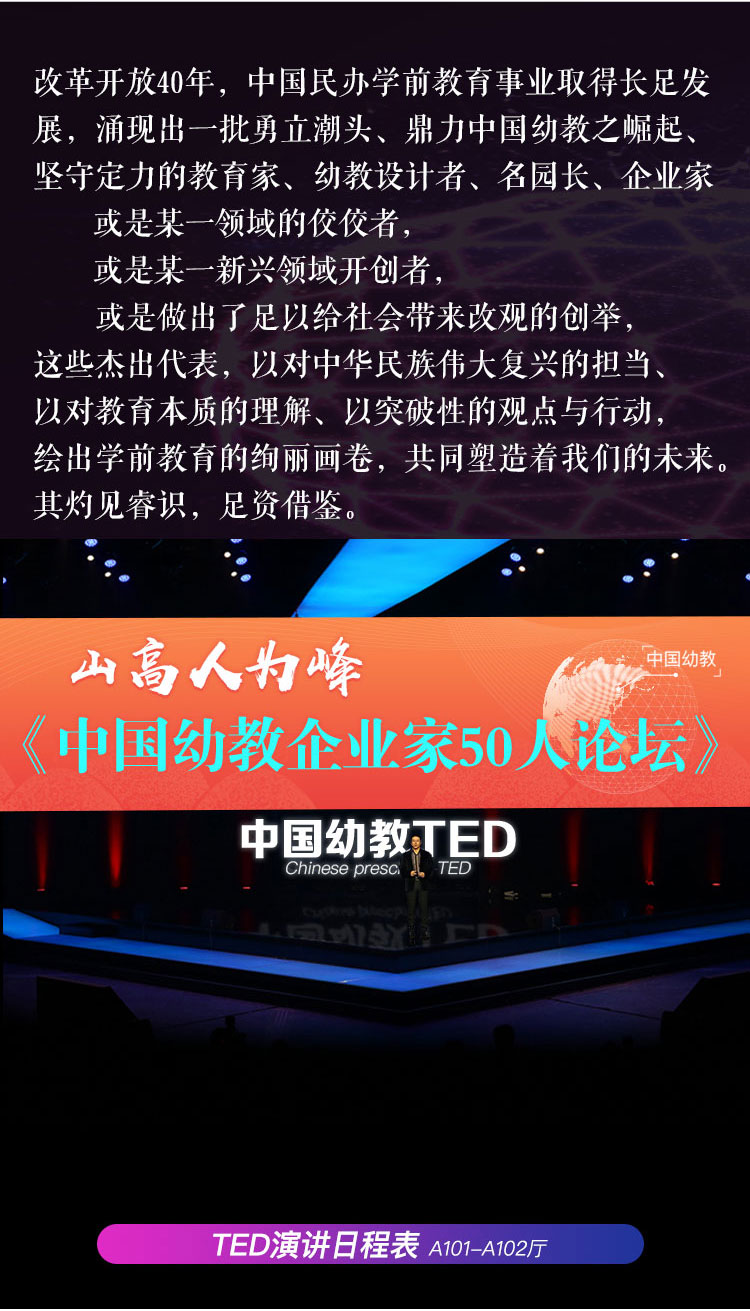 改革开放40年，中国民办学前教育事业取得长足发
展，涌现出一批勇立潮头、鼎力中国幼教之崛起、
坚守定力的教育家、幼教设计者、名园长、企业家
或是某一领域的佼佼者，
或是某一新兴领域开创者，
或是做出了足以给社会带来改观的创举，
这些杰出代表，以对中华民族伟大复兴的担当、
以对教育本质的理解、以突破性的观点与行动，
绘出学前教育的绚丽画卷，共同塑造着我们的未来。
其灼见睿识，足资借鉴。
山高人为峰
中国幼教
《中国幼教企业家50人论坛》
中国幼教TED
Chinese presc TED
TED演讲日程表 A101-A102厅